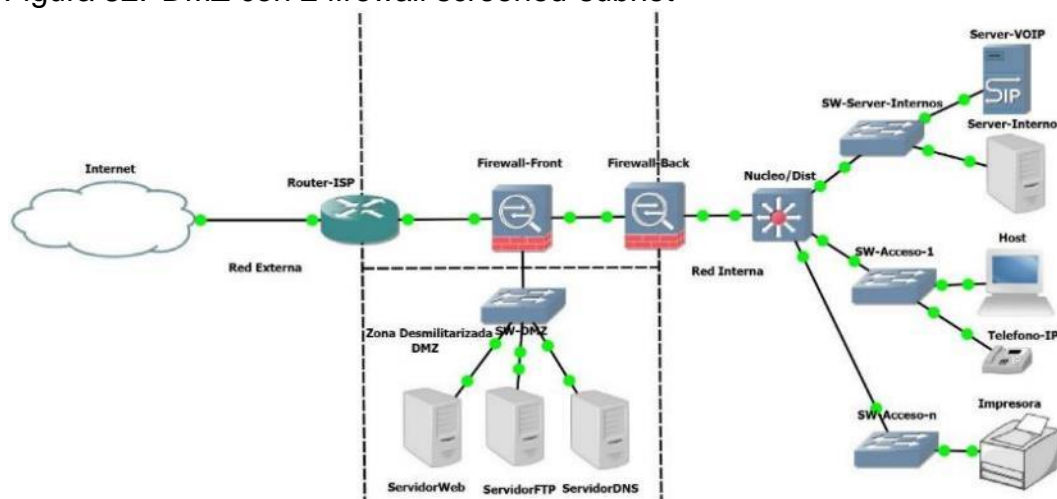 Figura 32. DMZ con 2 firewall screened subnet
Server-VOIP
SW-Server-Internos
SIP
Server-Interno
Internet
Firewall-Front
Firewall-Back
Nucleo/Dist
Router-ISP
Host
Red Externa
Red Interna
SW-Acceso-1
Zona Desmilitarizada
DMZ
SW-DMZ
Telefono-IP
SW-Acceso-n
Impresora
ServidorWeb
ServidorFTP
ServidorDNS